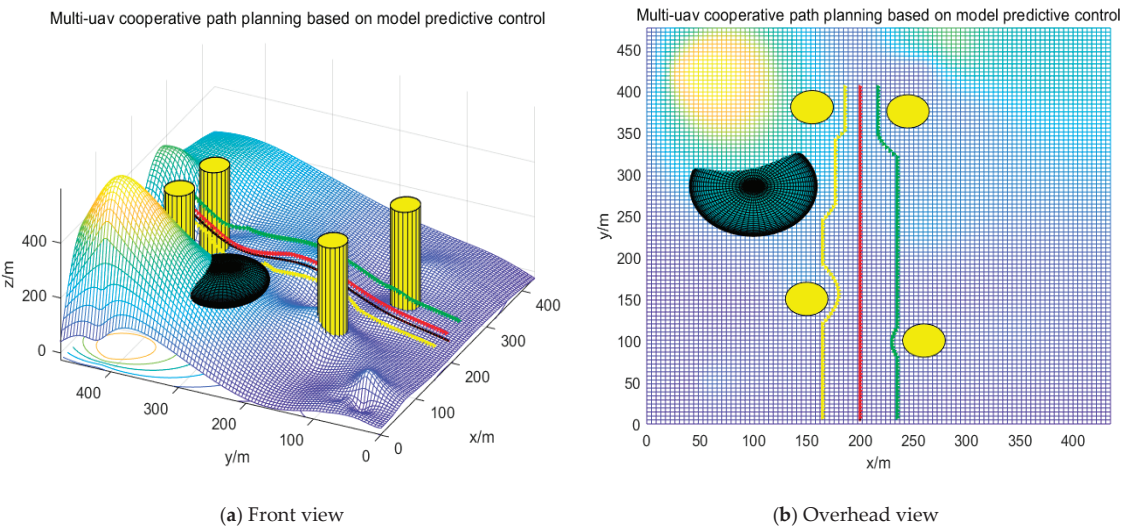 Multi-uav cooperative path planning based on model predictive control
400
200
0
z/m
400
300
200
100
0
y/m
0
100
200
300
400
x/m
(a) Front view
Multi-uav cooperative path planning based on model predictive control
450
400
350
300
250
200
150
100
50
0
y/m
0 50 100 150 200 250 300 350 400
x/m
(b) Overhead view